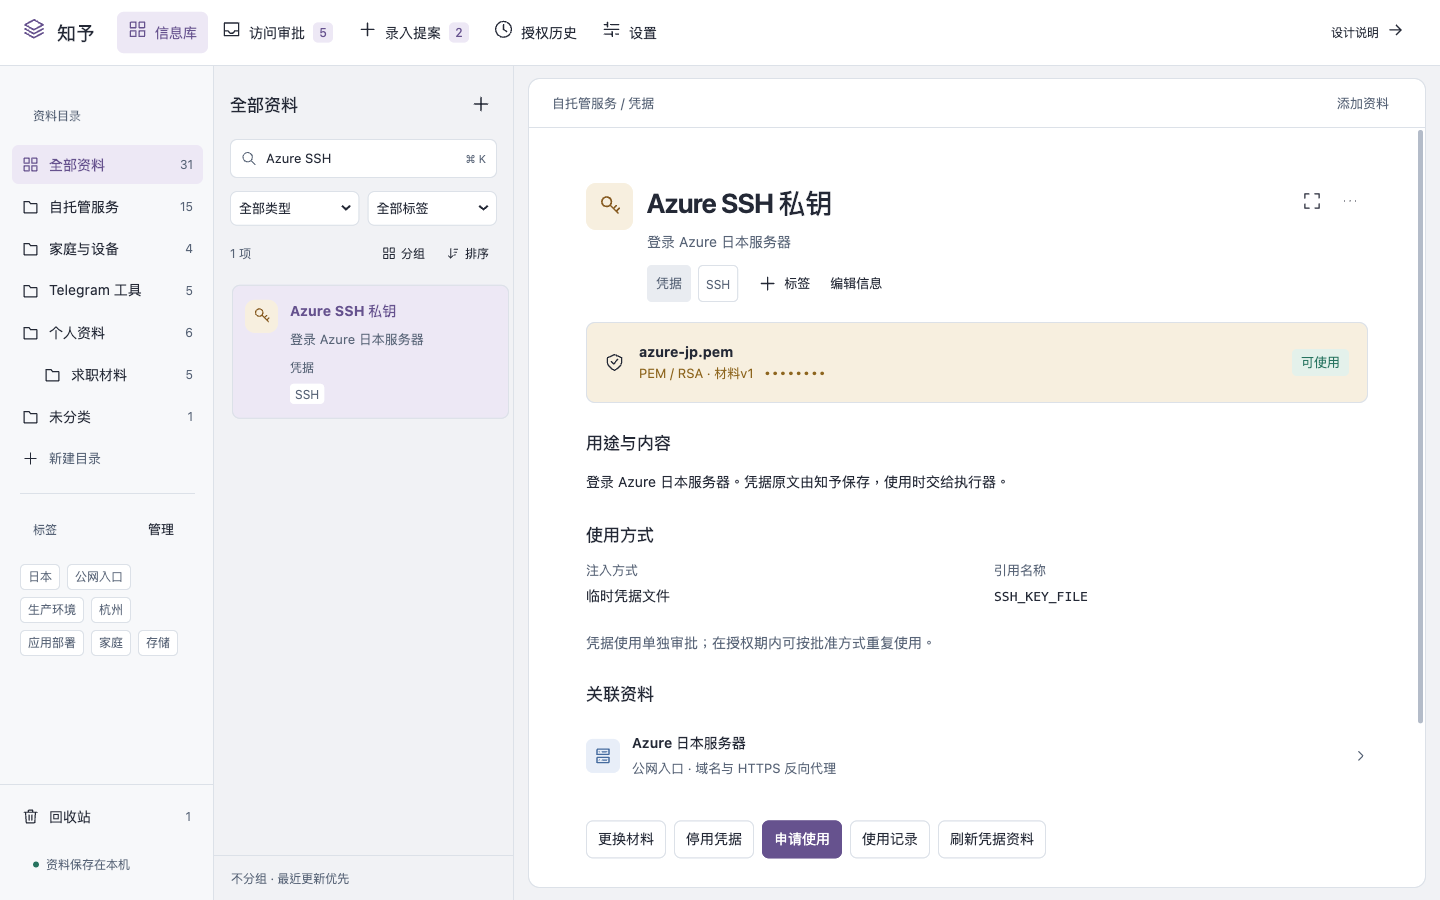 知予
信息库
访问审批 5
录入提案 2
授权历史
设置
设计说明
资料目录
全部资料 31
自托管服务 15
家庭与设备 4
Telegram 工具 5
个人资料 6
求职材料 5
未分类 1
新建目录
标签 管理
日本 公网入口
生产环境 杭州
应用部署 家庭 存储
回收站 1
资料保存在本机
全部资料
Azure SSH ⌘ K
全部类型 全部标签
1 项 分组 排序
Azure SSH 私钥
登录 Azure 日本服务器
凭据
SSH
不分组 · 最近更新优先
自托管服务 / 凭据 添加资料
Azure SSH 私钥
登录 Azure 日本服务器
凭据 SSH 标签 编辑信息
azure-jp.pem
PEM / RSA · 材料v1 ••••••••
可使用
用途与内容
登录 Azure 日本服务器。凭据原文由知予保存，使用时交给执行器。
使用方式
注入方式 引用名称
临时凭据文件 SSH_KEY_FILE
凭据使用单独审批；在授权期内可按批准方式重复使用。
关联资料
Azure 日本服务器
公网入口 · 域名与 HTTPS 反向代理
更换材料 停用凭据 申请使用 使用记录 刷新凭据资料